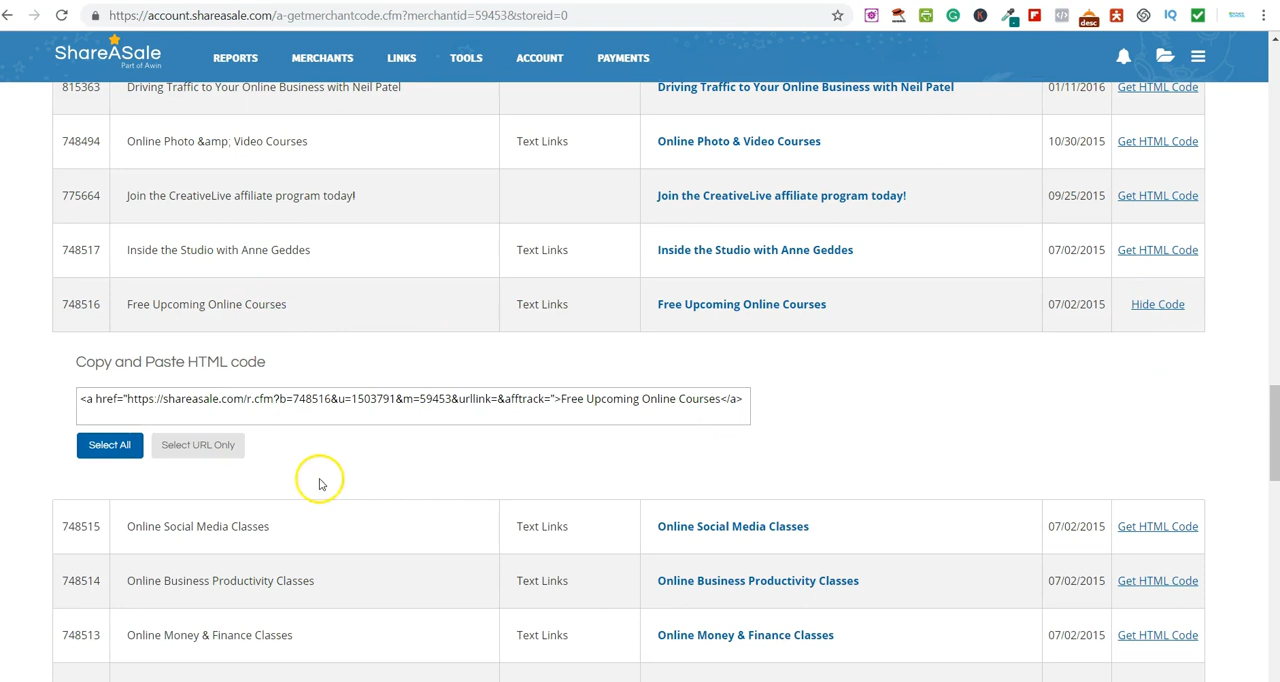 https://account.shareasale.com/a-getmerchantcode.cfm?merchantid=59453&storeid=0
desc
IQ
ShareASale
Part of Awin
REPORTS MERCHANTS LINKS TOOLS ACCOUNT PAYMENTS
815363 Driving Traffic to Your Online Business with Neil Patel Driving Traffic to Your Online Business with Neil Patel 01/11/2016 Get HTML Code
748494 Online Photo &amp; Video Courses Text Links Online Photo & Video Courses 10/30/2015 Get HTML Code
775664 Join the CreativeLive affiliate program today! Join the CreativeLive affiliate program today! 09/25/2015 Get HTML Code
748517 Inside the Studio with Anne Geddes Text Links Inside the Studio with Anne Geddes 07/02/2015 Get HTML Code
748516 Free Upcoming Online Courses Text Links Free Upcoming Online Courses 07/02/2015 Hide Code
Copy and Paste HTML code
<a href="https://shareasale.com/r.cfm?b=748516&u=1503791&m=59453&urllink=&afftrack=">Free Upcoming Online Courses</a>
Select All Select URL Only
748515 Online Social Media Classes Text Links Online Social Media Classes 07/02/2015 Get HTML Code
748514 Online Business Productivity Classes Text Links Online Business Productivity Classes 07/02/2015 Get HTML Code
748513 Online Money & Finance Classes Text Links Online Money & Finance Classes 07/02/2015 Get HTML Code